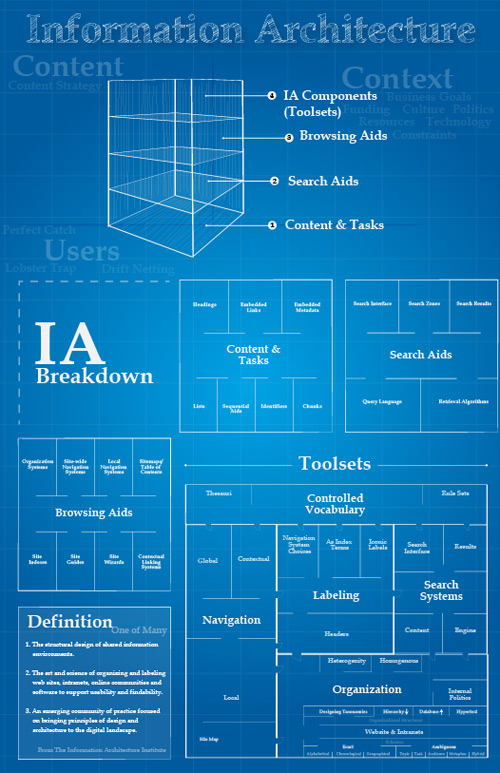 Information Architecture
Content
Content Strategy
Context
Business Goals
Funding Culture Politics
Resources Technology
Constraints
4 IA Components
(Toolsets)
3 Browsing Aids
2 Search Aids
1 Content & Tasks
Perfect Catch
Users
Lobster Trap Drift Netting
IA
Breakdown
Headings
Embedded
Links
Embedded
Metadata
Content &
Tasks
Lists
Sequential
Aids
Identifiers
Chunks
Search Interface
Search Zones
Search Results
Search Aids
Query Language
Retrieval Algorithms
Organization
Systems
Site-wide
Navigation
Systems
Local
Navigation
Systems
Sitemaps/
Table of
Contents
Browsing Aids
Site
Indexes
Site
Guides
Site
Wizards
Contextual
Linking
Systems
Toolsets
Thesauri
Controlled
Vocabulary
Rule Sets
Global
Contextual
Navigation
Local
Site Map
Navigation
System
Choices
As Index
Terms
Iconic
Labels
Labeling
Headers
Search
Interface
Results
Search
Systems
Content
Engine
Heterogenity
Homogenous
Organization
Internal
Politics
Designing Taxonomies
Hierarchy
Database
Hypertext
Organizational Structures
Website & Intranets
Schemes
Exact
Ambiguous
Alphabetical
Chronological
Geographical
Topic
Task
Audience
Metaphor
Hybrid
Definition
One of Many
1. The structural design of shared information
environments.
2. The art and science of organizing and labeling
web sites, intranets, online communities and
software to support usability and findability.
3. An emerging community of practice focused
on bringing principles of design and
architecture to the digital landscape.
From The Information Architecture Institute